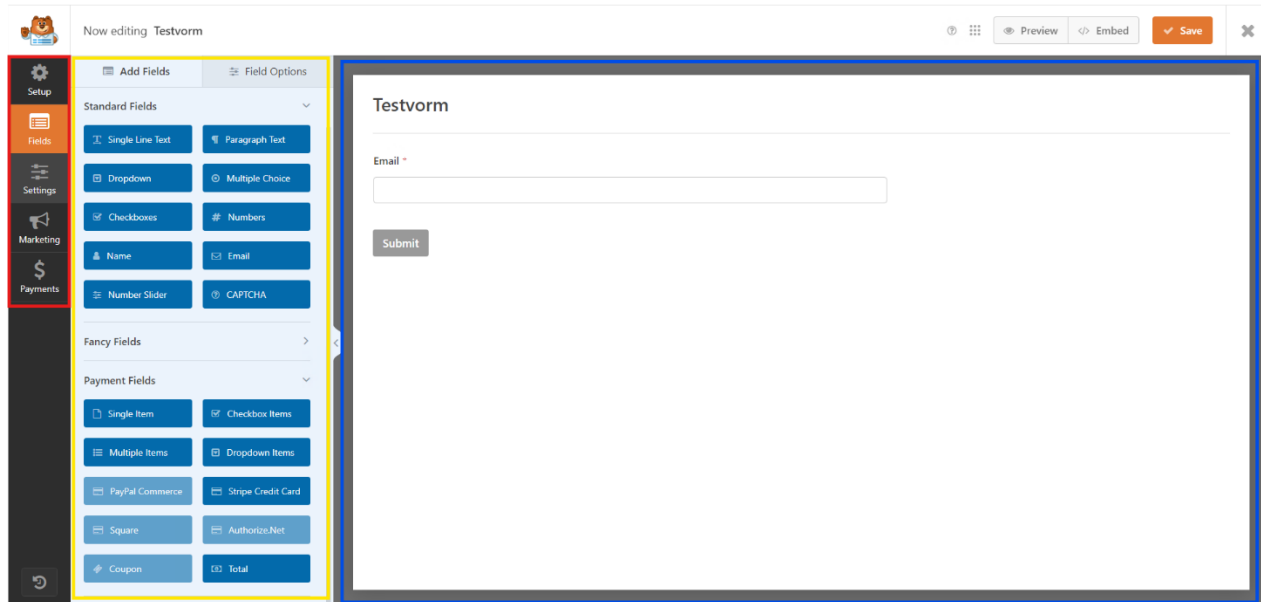 Now editing Testvorm
Preview
Embed
Save
Setup
Fields
Settings
Marketing
Payments
Add Fields
Field Options
Standard Fields
Single Line Text
Paragraph Text
Dropdown
Multiple Choice
Checkboxes
Numbers
Name
Email
Number Slider
CAPTCHA
Fancy Fields
Payment Fields
Single Item
Checkbox Items
Multiple Items
Dropdown Items
PayPal Commerce
Stripe Credit Card
Square
Authorize.Net
Coupon
Total
Testvorm
Email *
Submit